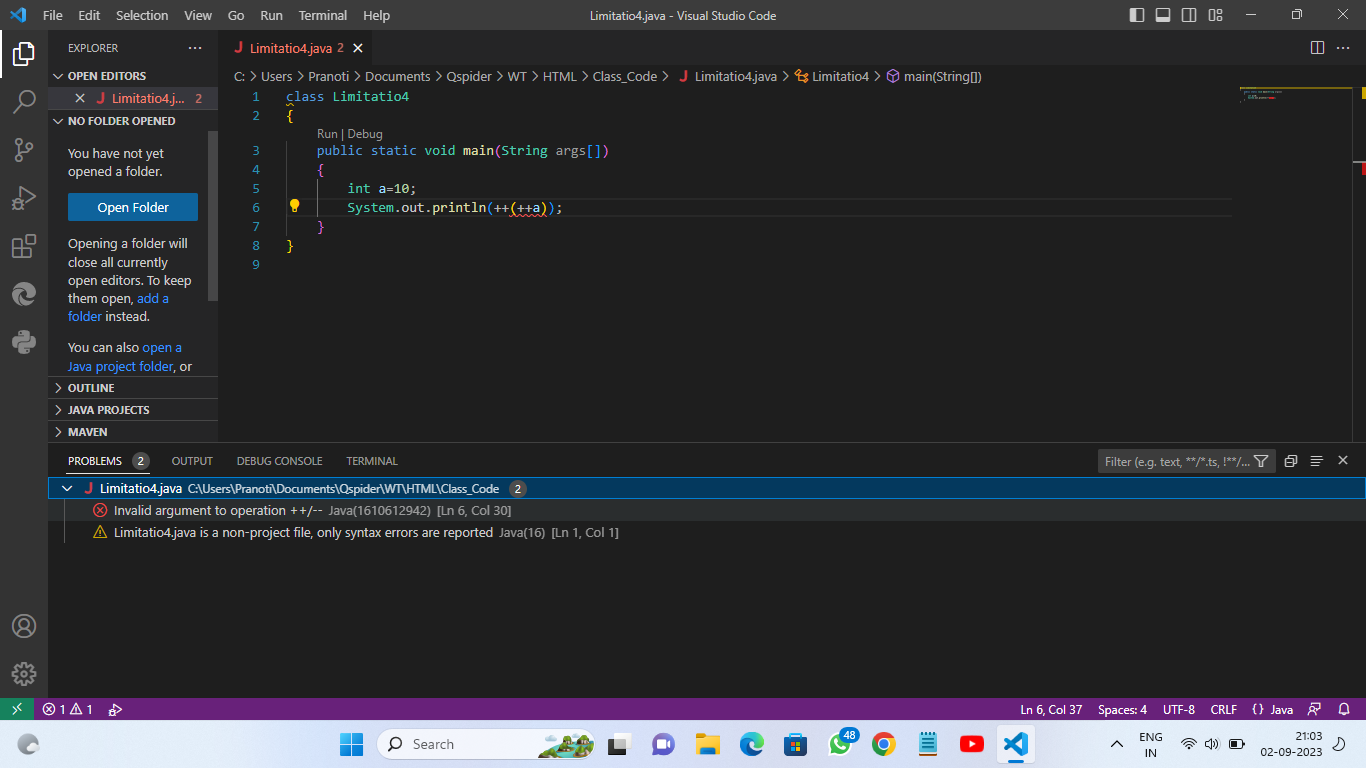 File Edit Selection View Go Run Terminal Help Limitatio4.java - Visual Studio Code
EXPLORER
OPEN EDITORS
J Limitatio4.j... 2
NO FOLDER OPENED
You have not yet
opened a folder.
Open Folder
Opening a folder will
close all currently
open editors. To keep
them open, add a
folder instead.
You can also open a
Java project folder, or
OUTLINE
JAVA PROJECTS
MAVEN
J Limitatio4.java 2
C: > Users > Pranoti > Documents > Qspider > WT > HTML > Class_Code > J Limitatio4.java > Limitatio4 > main(String[])
1 class Limitatio4
2 {
Run | Debug
3 public static void main(String args[])
4 {
5 int a=10;
6 System.out.println(++(++a));
7 }
8 }
9
PROBLEMS 2 OUTPUT DEBUG CONSOLE TERMINAL Filter (e.g. text, **/*.ts, !**/...
J Limitatio4.java C:\Users\Pranoti\Documents\Qspider\WT\HTML\Class_Code 2
Invalid argument to operation ++/-- Java(1610612942) [Ln 6, Col 30]
Limitatio4.java is a non-project file, only syntax errors are reported Java(16) [Ln 1, Col 1]
1 1 Ln 6, Col 37 Spaces: 4 UTF-8 CRLF {} Java
Search 48 ENG 21:03
IN 02-09-2023